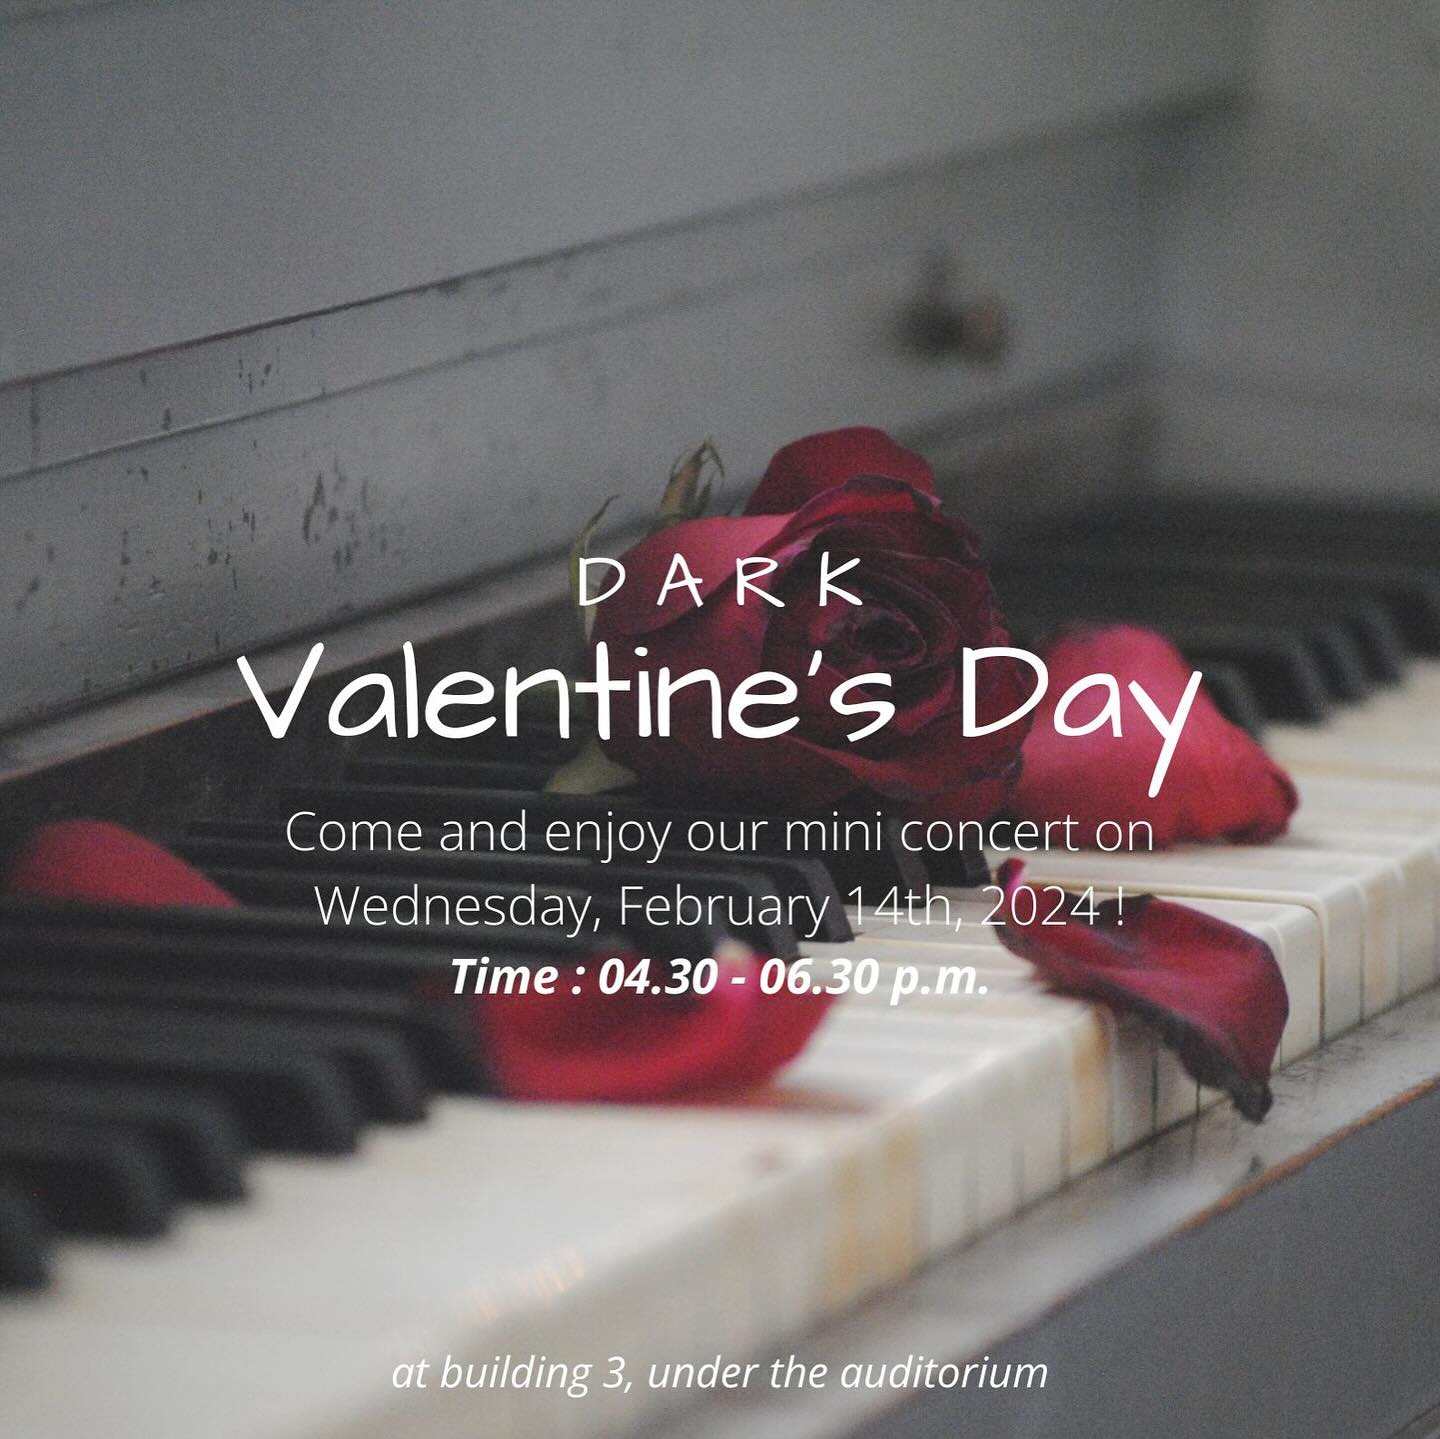 DARK
Valentine's Day
Come and enjoy our mini concert on
Wednesday, February 14th, 2024 !
Time : 04.30 - 06.30 p.m.
at building 3, under the auditorium